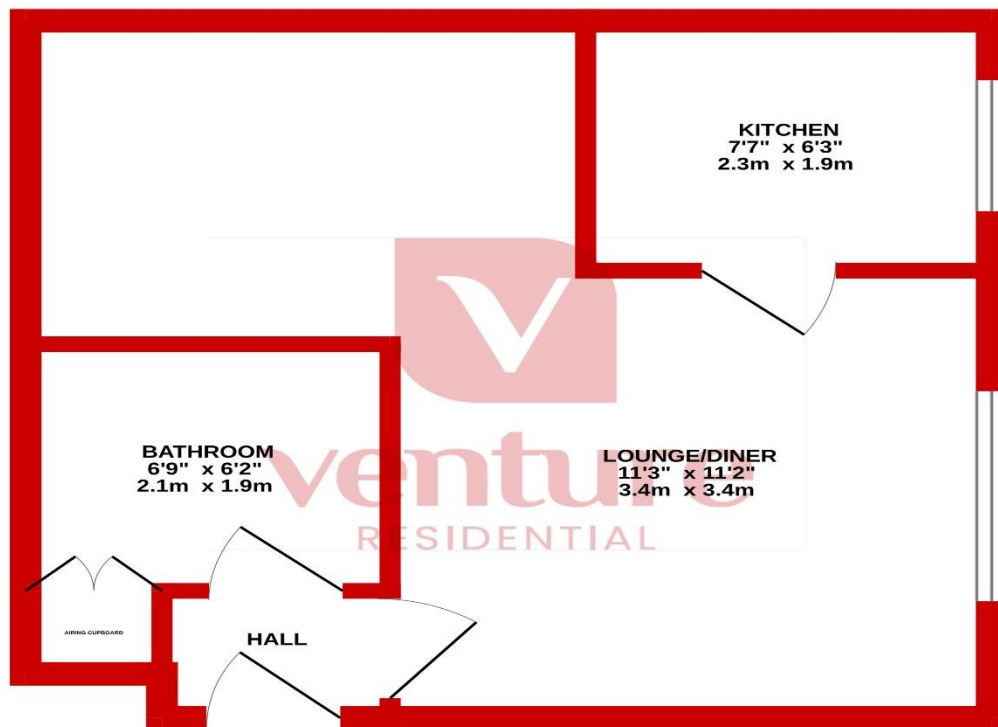 KITCHEN
7'7" x 6'3"
2.3m x 1.9m
BATHROOM
6'9" x 6'2"
2.1m x 1.9m
LOUNGE/DINER
11'3" x 11'2"
3.4m x 3.4m
venture
RESIDENTIAL
AIRING CUPBOARD
HALL